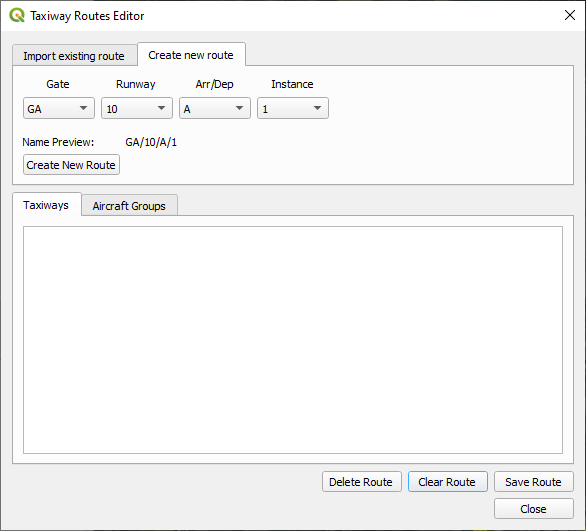 Taxiway Routes Editor
Import existing route Create new route
Gate Runway Arr/Dep Instance
GA 10 A 1
Name Preview: GA/10/A/1
Create New Route
Taxiways Aircraft Groups
Delete Route Clear Route Save Route
Close